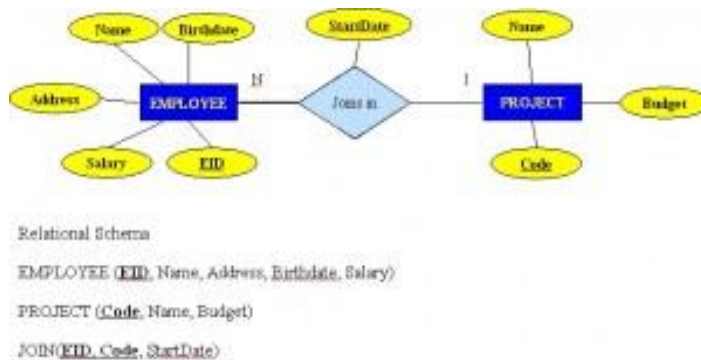 Name Birthdate StartDate Name
Address EMPLOYEE N Joins in 1 PROJECT Budget
Salary EID Code
Relational Schema
EMPLOYEE (EID, Name, Address, Birthdate, Salary)
PROJECT (Code, Name, Budget)
JOIN(EID, Code, StartDate)